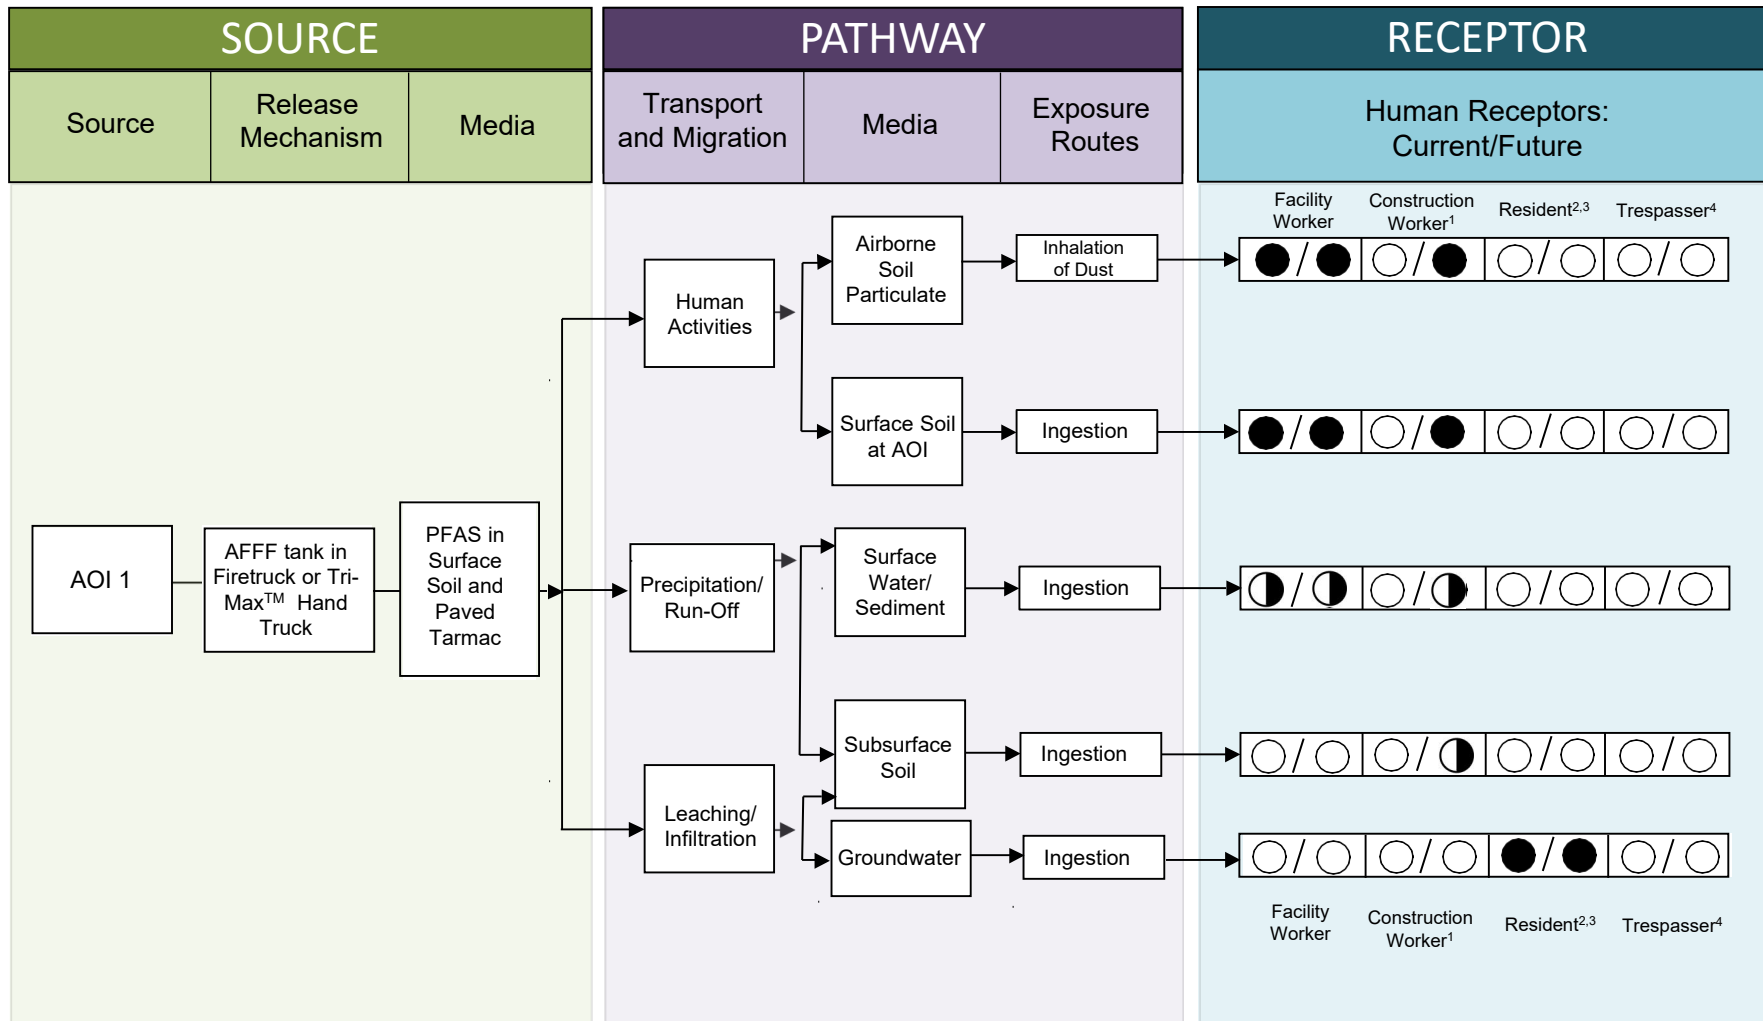 SOURCE
PATHWAY
RECEPTOR
Source
Release
Mechanism
Media
Transport
and Migration
Media
Exposure
Routes
Human Receptors:
Current/Future
Facility
Worker
Construction
Worker1
Resident2,3
Trespasser4
Airborne
Soil
Particulate
Inhalation
of Dust
/ / / /
Human
Activities
Surface Soil
at AOI
Ingestion
/ / / /
AOI 1
AFFF tank in
Firetruck or Tri-
MaxTM Hand
Truck
PFAS in
Surface
Soil and
Paved
Tarmac
Precipitation/
Run-Off
Surface
Water/
Sediment
Ingestion
/ / / /
Subsurface
Soil
Ingestion
/ / / /
Leaching/
Infiltration
Groundwater
Ingestion
/ / / /
Facility
Worker
Construction
Worker1
Resident2,3
Trespasser4